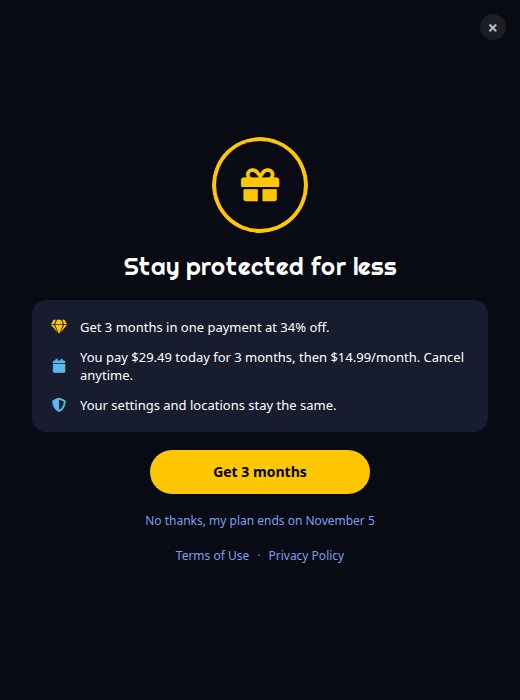 Stay protected for less
Get 3 months in one payment at 34% off.
You pay $29.49 today for 3 months, then $14.99/month. Cancel
anytime.
Your settings and locations stay the same.
Get 3 months
No thanks, my plan ends on November 5
Terms of Use · Privacy Policy